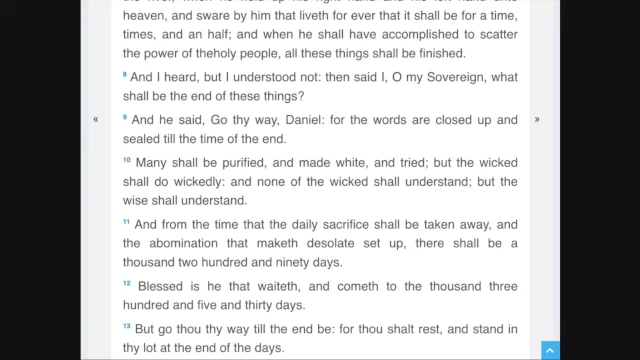 heaven, and sware by him that liveth for ever that it shall be for a time,
times, and an half; and when he shall have accomplished to scatter
the power of theholy people, all these things shall be finished.
8 And I heard, but I understood not: then said I, O my Sovereign, what
shall be the end of these things?
«
9 And he said, Go thy way, Daniel: for the words are closed up and
»
sealed till the time of the end.
10 Many shall be purified, and made white, and tried; but the wicked
shall do wickedly: and none of the wicked shall understand; but the
wise shall understand.
11 And from the time that the daily sacrifice shall be taken away, and
the abomination that maketh desolate set up, there shall be a
thousand two hundred and ninety days.
12 Blessed is he that waiteth, and cometh to the thousand three
hundred and five and thirty days.
13 But go thou thy way till the end be: for thou shalt rest, and stand in
thy lot at the end of the days.